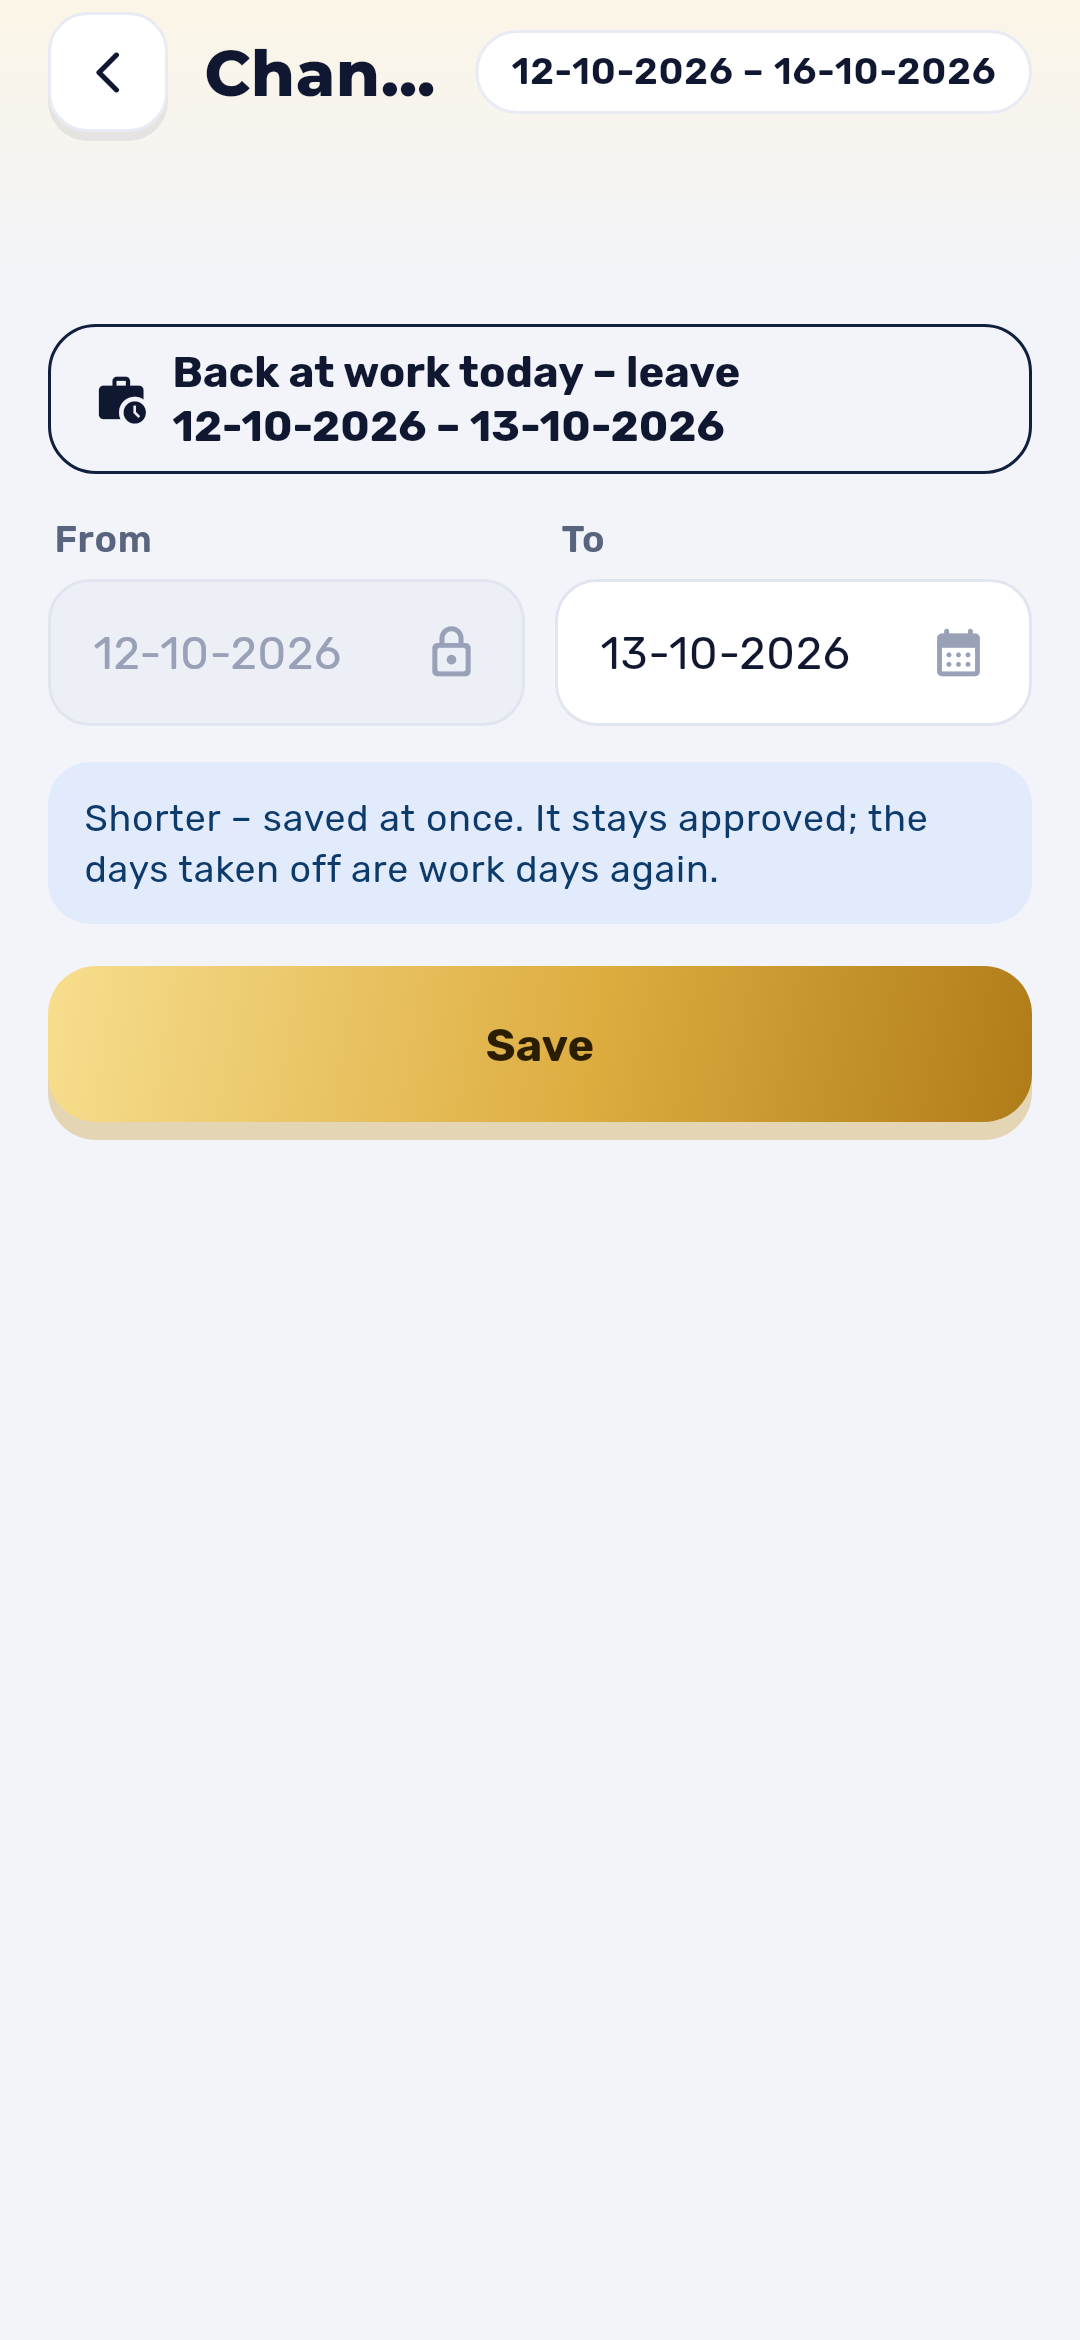 Chan...
12-10-2026 – 16-10-2026
Back at work today – leave
12-10-2026 – 13-10-2026
From
To
12-10-2026
13-10-2026
Shorter – saved at once. It stays approved; the
days taken off are work days again.
Save